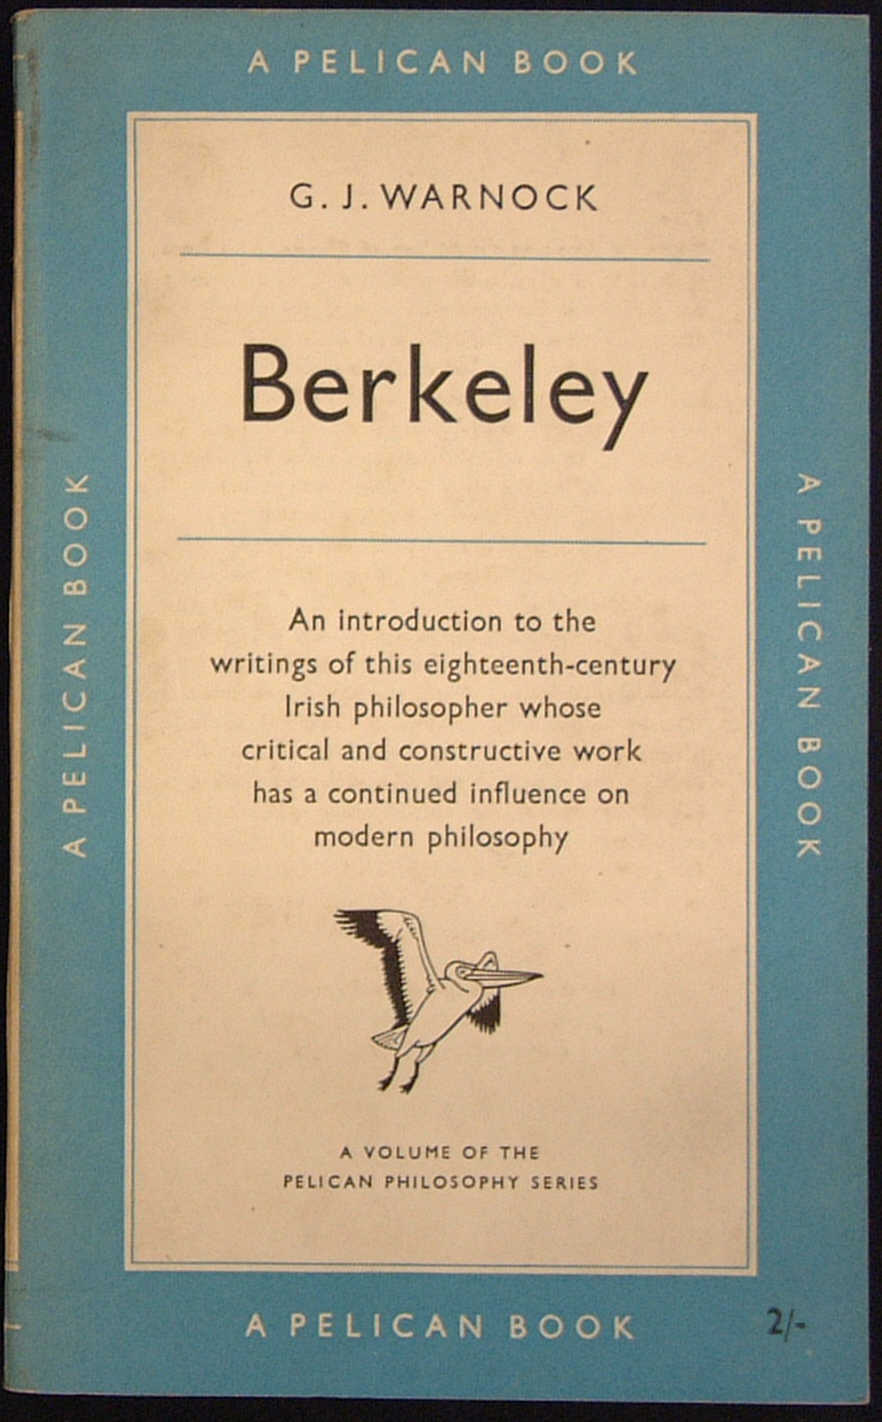 A PELICAN BOOK
G. J. WARNOCK
Berkeley
An introduction to the
writings of this eighteenth-century
Irish philosopher whose
critical and constructive work
has a continued influence on
modern philosophy
A VOLUME OF THE
PELICAN PHILOSOPHY SERIES
A PELICAN BOOK
A PELICAN BOOK
A PELICAN BOOK
2/-